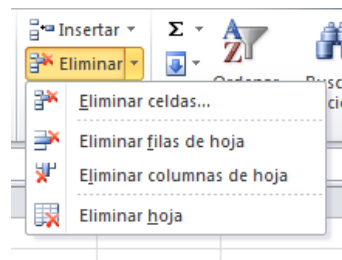 Insertar
Σ
Eliminar
Eliminar celdas...
Eliminar filas de hoja
Eliminar columnas de hoja
Eliminar hoja